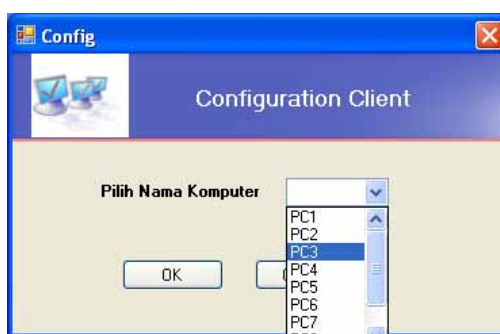 Config
Configuration Client
Pilih Nama Komputer
PC1
PC2
PC3
PC4
OK
PC5
PC6
PC7